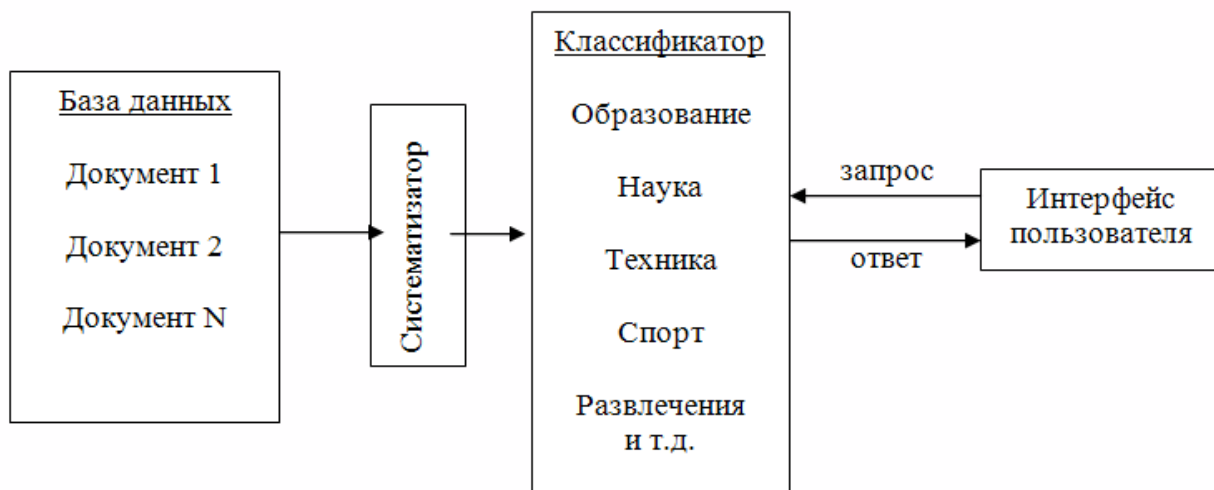 База данных
Документ 1
Документ 2
Документ N
Систематизатор
Классификатор
Образование
Наука
Техника
Спорт
Развлечения
и т.д.
запрос
ответ
Интерфейс
пользователя